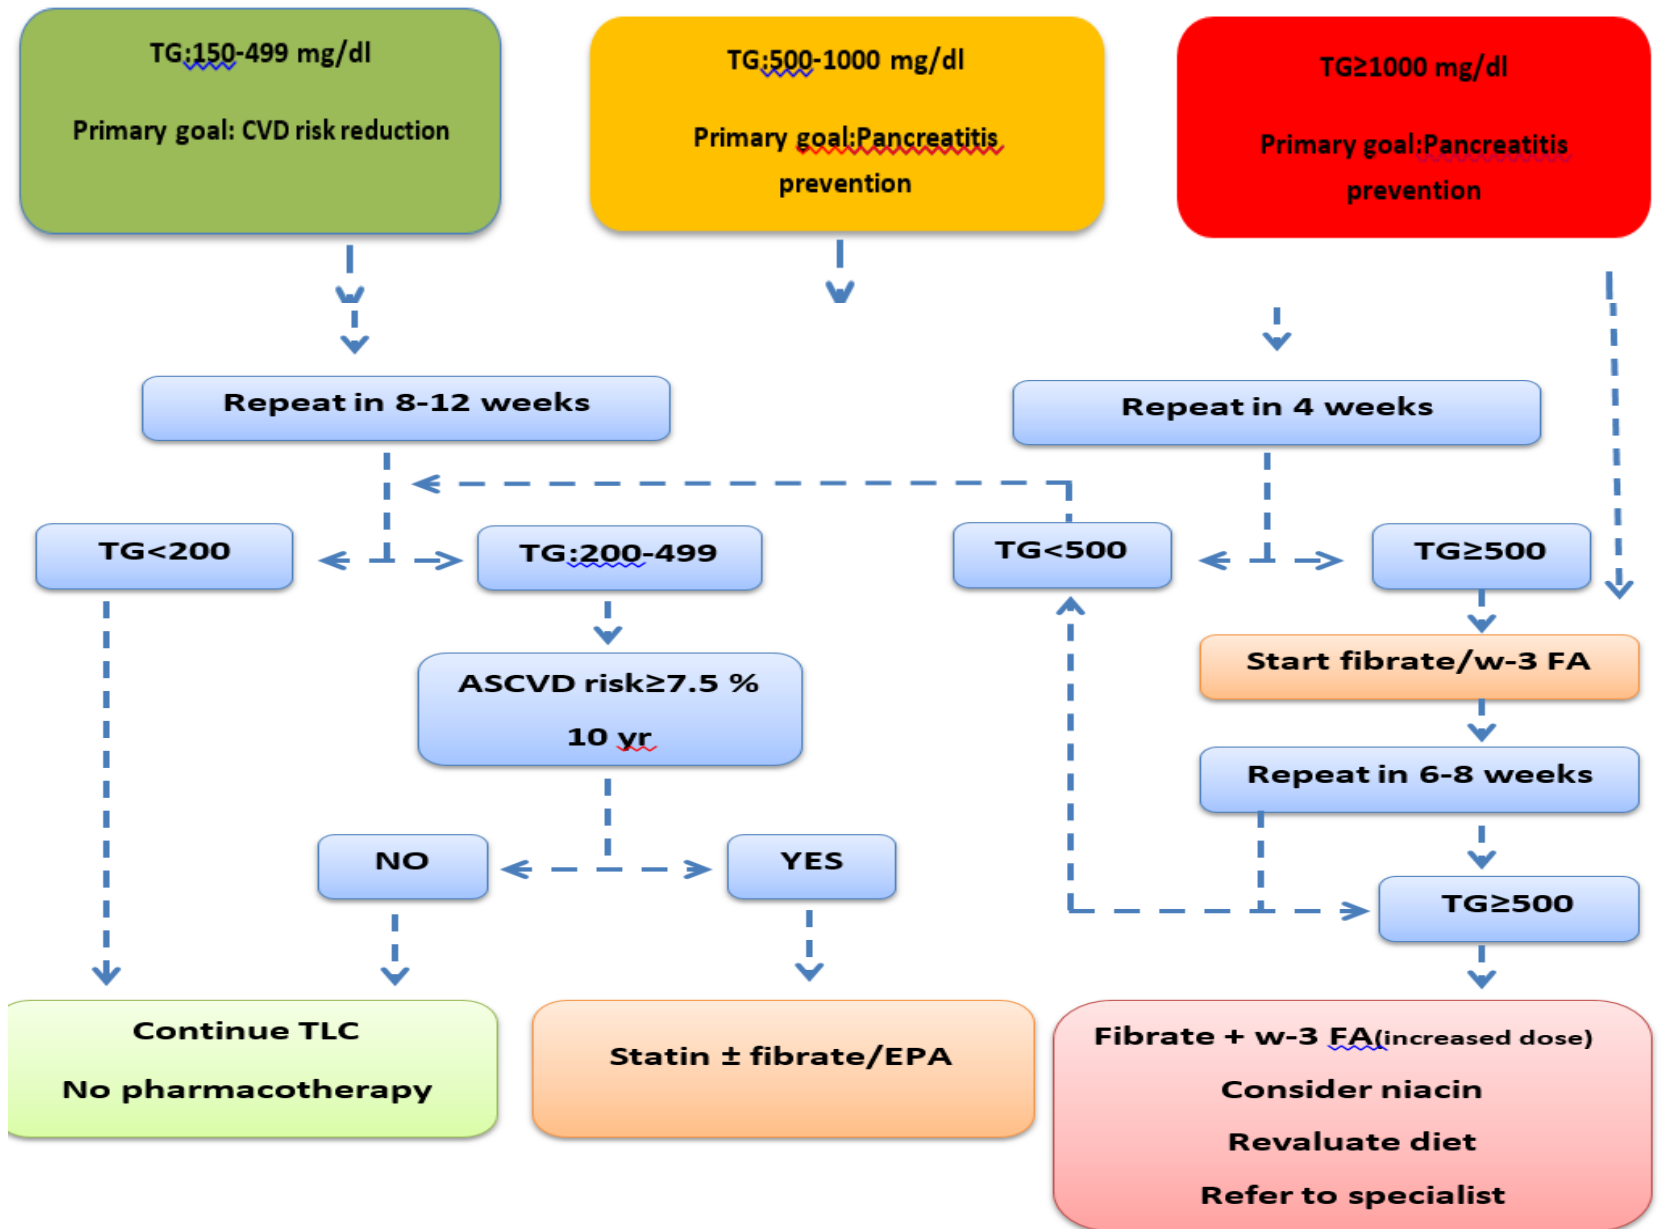 TG:150-499 mg/dl
Primary goal: CVD risk reduction
TG:500-1000 mg/dl
Primary goal:Pancreatitis
prevention
TG≥1000 mg/dl
Primary goal:Pancreatitis
prevention
Repeat in 8-12 weeks
Repeat in 4 weeks
TG<200
TG:200-499
TG<500
TG≥500
ASCVD risk≥7.5 %
10 yr
Start fibrate/w-3 FA
Repeat in 6-8 weeks
NO
YES
TG≥500
Continue TLC
No pharmacotherapy
Statin ± fibrate/EPA
Fibrate + w-3 FA(increased dose)
Consider niacin
Revaluate diet
Refer to specialist